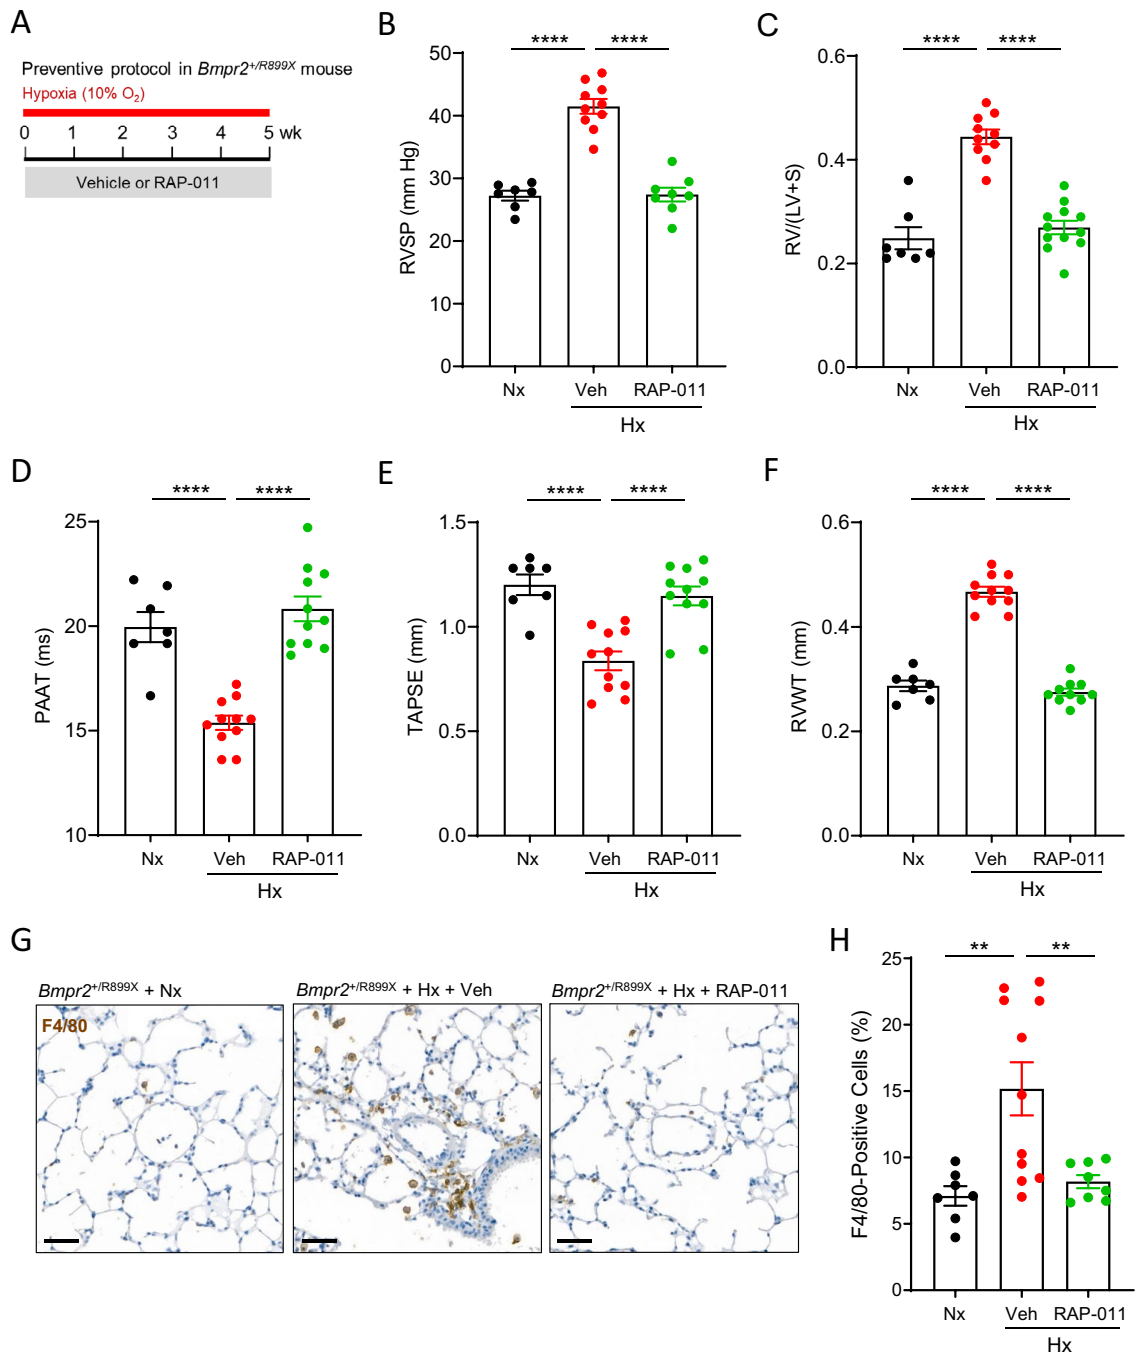 A
Preventive protocol in Bmpr2+/R899X mouse
Hypoxia (10% O2)
0 1 2 3 4 5 wk
Vehicle or RAP-011
B
**** ****
RVSP (mm Hg)
50
40
30
20
10
0
Nx Veh RAP-011
Hx
C
**** ****
RV/(LV+S)
0.6
0.4
0.2
0.0
Nx Veh RAP-011
Hx
D
**** ****
PAAT (ms)
25
20
15
10
Nx Veh RAP-011
Hx
E
**** ****
TAPSE (mm)
1.5
1.0
0.5
0.0
Nx Veh RAP-011
Hx
F
**** ****
RVWT (mm)
0.6
0.4
0.2
0.0
Nx Veh RAP-011
Hx
G
Bmpr2+/R899X + Nx
Bmpr2+/R899X + Hx + Veh
Bmpr2+/R899X + Hx + RAP-011
F4/80
H
** **
F4/80-Positive Cells (%)
25
20
15
10
5
0
Nx Veh RAP-011
Hx